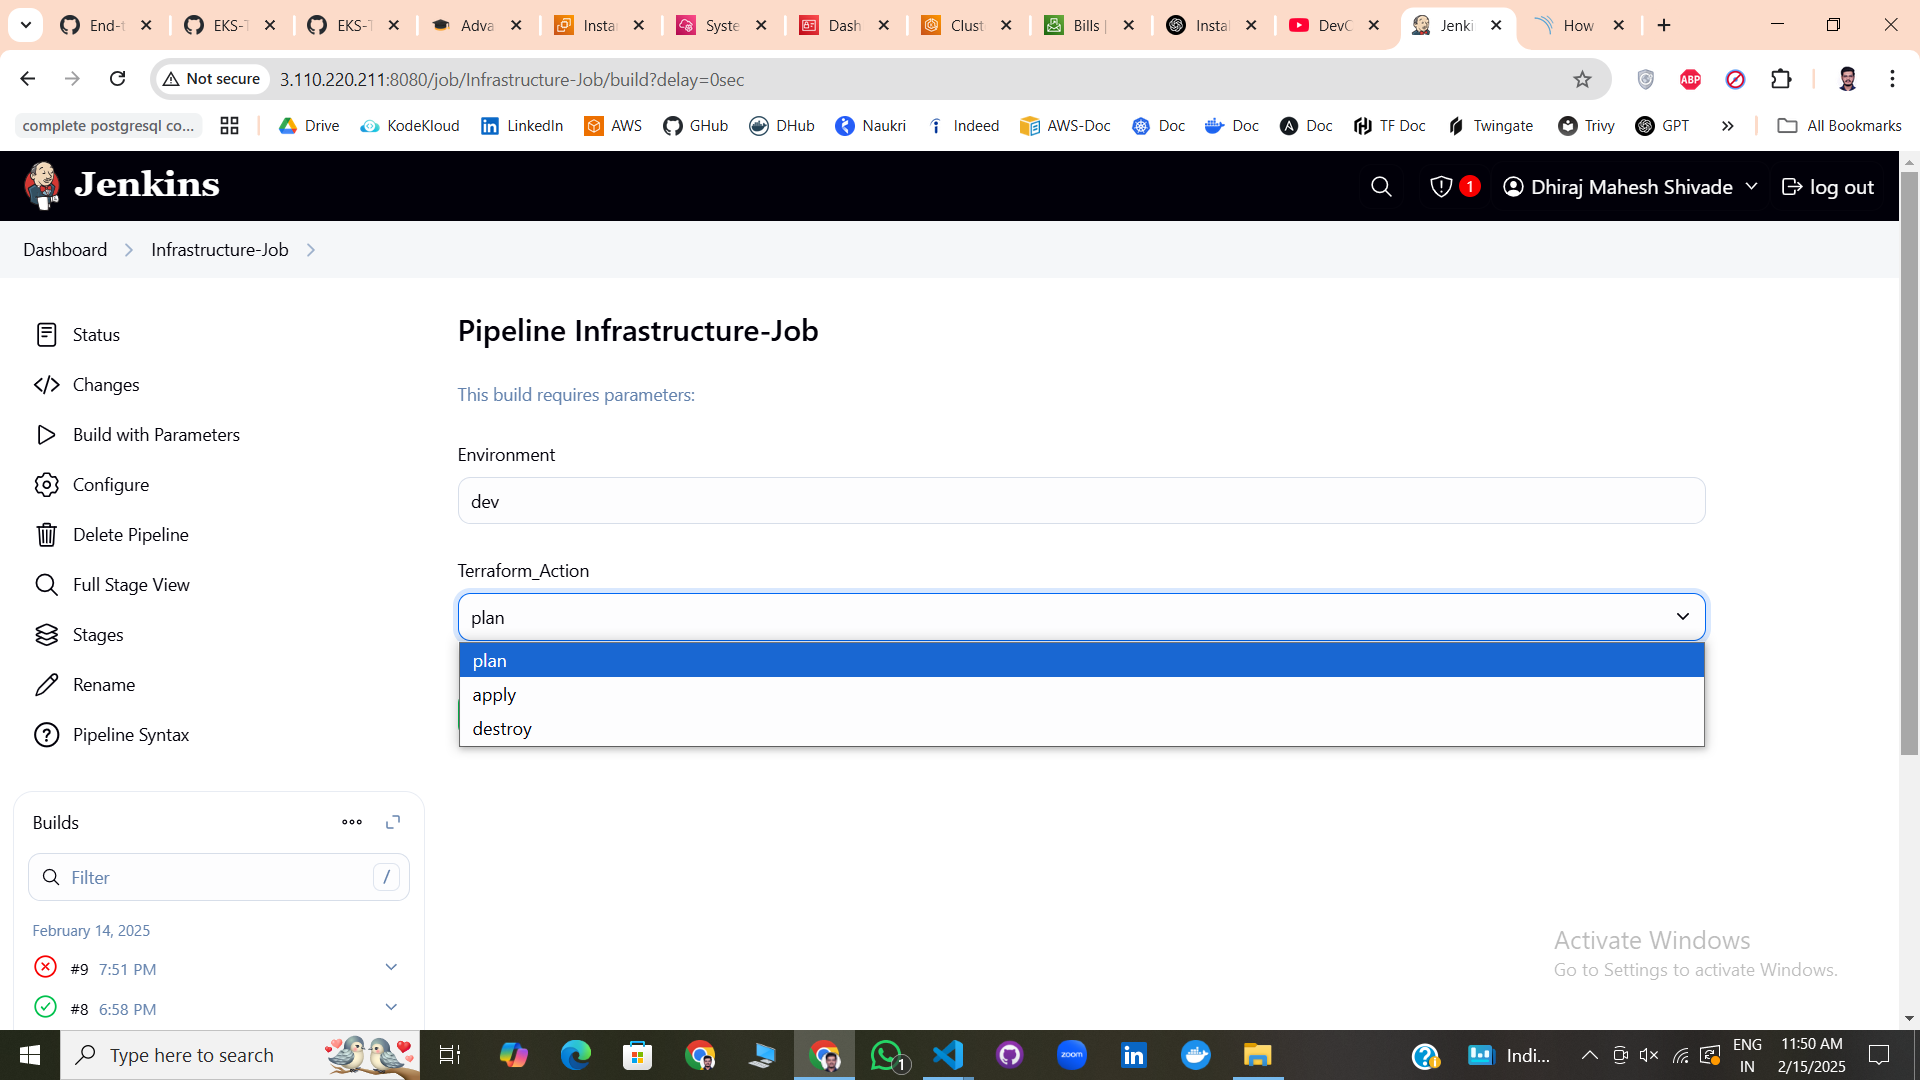 End-t
EKS-T
EKS-T
Adva
Insta
Syste
Dash
Clust
Bills |
Instal
DevC
Jenki
How
Not secure
3.110.220.211:8080/job/Infrastructure-Job/build?delay=0sec
ABP
complete postgresql co...
Drive
KodeKloud
LinkedIn
AWS
GHub
DHub
Naukri
Indeed
AWS-Doc
Doc
Doc
Doc
TF Doc
Twingate
Trivy
GPT
All Bookmarks
Jenkins
1
Dhiraj Mahesh Shivade
log out
Dashboard
Infrastructure-Job
Status
Changes
Build with Parameters
Configure
Delete Pipeline
Full Stage View
Stages
Rename
Pipeline Syntax
Pipeline Infrastructure-Job
This build requires parameters:
Environment
dev
Terraform_Action
plan
plan
apply
destroy
Builds
Filter
/
February 14, 2025
#9 7:51 PM
#8 6:58 PM
Activate Windows
Go to Settings to activate Windows.
Type here to search
1
zoom
Indi...
ENG
IN
11:50 AM
2/15/2025